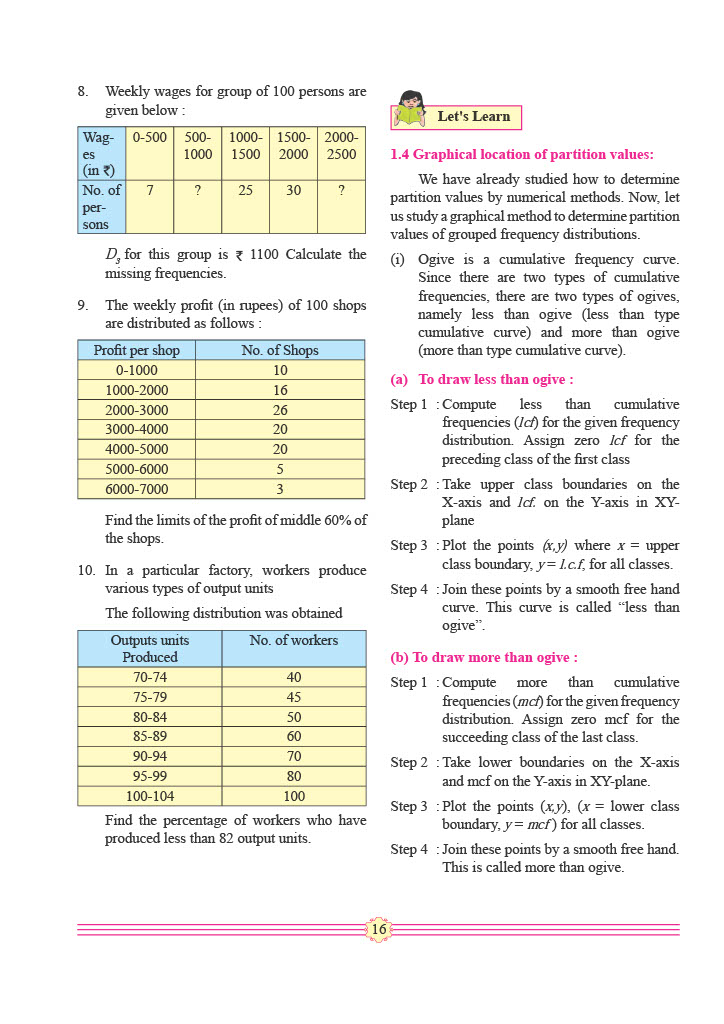 8. Weekly wages for group of 100 persons are
given below :
Wag-
es
(in ₹)
0-500
500-
1000
1000-
1500
1500-
2000
2000-
2500
No. of
per-
sons
7
?
25
30
?
D3 for this group is ₹ 1100 Calculate the
missing frequencies.
9. The weekly profit (in rupees) of 100 shops
are distributed as follows :
Profit per shop No. of Shops
0-1000 10
1000-2000 16
2000-3000 26
3000-4000 20
4000-5000 20
5000-6000 5
6000-7000 3
Find the limits of the profit of middle 60% of
the shops.
10. In a particular factory, workers produce
various types of output units
The following distribution was obtained
Outputs units
Produced
No. of workers
70-74 40
75-79 45
80-84 50
85-89 60
90-94 70
95-99 80
100-104 100
Find the percentage of workers who have
produced less than 82 output units.
Let's Learn
1.4 Graphical location of partition values:
We have already studied how to determine
partition values by numerical methods. Now, let
us study a graphical method to determine partition
values of grouped frequency distributions.
(i) Ogive is a cumulative frequency curve.
Since there are two types of cumulative
frequencies, there are two types of ogives,
namely less than ogive (less than type
cumulative curve) and more than ogive
(more than type cumulative curve).
(a) To draw less than ogive :
Step 1 : Compute less than cumulative
frequencies (lcf) for the given frequency
distribution. Assign zero lcf for the
preceding class of the first class
Step 2 : Take upper class boundaries on the
X-axis and lcf. on the Y-axis in XY-
plane
Step 3 : Plot the points (x,y) where x = upper
class boundary, y = l.c.f, for all classes.
Step 4 : Join these points by a smooth free hand
curve. This curve is called “less than
ogive”.
(b) To draw more than ogive :
Step 1 : Compute more than cumulative
frequencies (mcf) for the given frequency
distribution. Assign zero mcf for the
succeeding class of the last class.
Step 2 : Take lower boundaries on the X-axis
and mcf on the Y-axis in XY-plane.
Step 3 : Plot the points (x,y), (x = lower class
boundary, y = mcf ) for all classes.
Step 4 : Join these points by a smooth free hand.
This is called more than ogive.
16